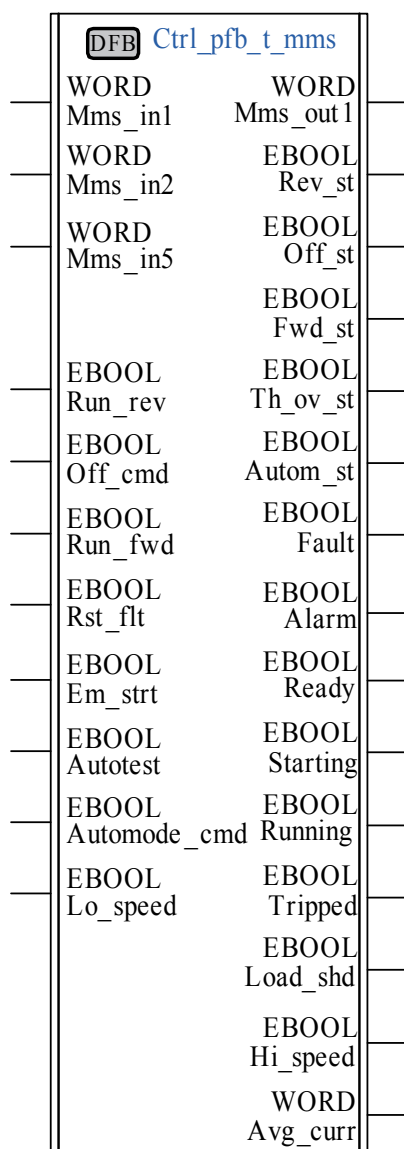 DFB Ctrl_pfb_t_mms
WORD WORD
Mms_in1 Mms_out1
WORD EBOOL
Mms_in2 Rev_st
WORD EBOOL
Mms_in5 Off_st
EBOOL
Fwd_st
EBOOL EBOOL
Run_rev Th_ov_st
EBOOL EBOOL
Off_cmd Autom_st
EBOOL EBOOL
Run_fwd Fault
EBOOL EBOOL
Rst_flt Alarm
EBOOL EBOOL
Em_strt Ready
EBOOL EBOOL
Autotest Starting
EBOOL EBOOL
Automode_cmd Running
EBOOL EBOOL
Lo_speed Tripped
EBOOL
Load_shd
EBOOL
Hi_speed
WORD
Avg_curr